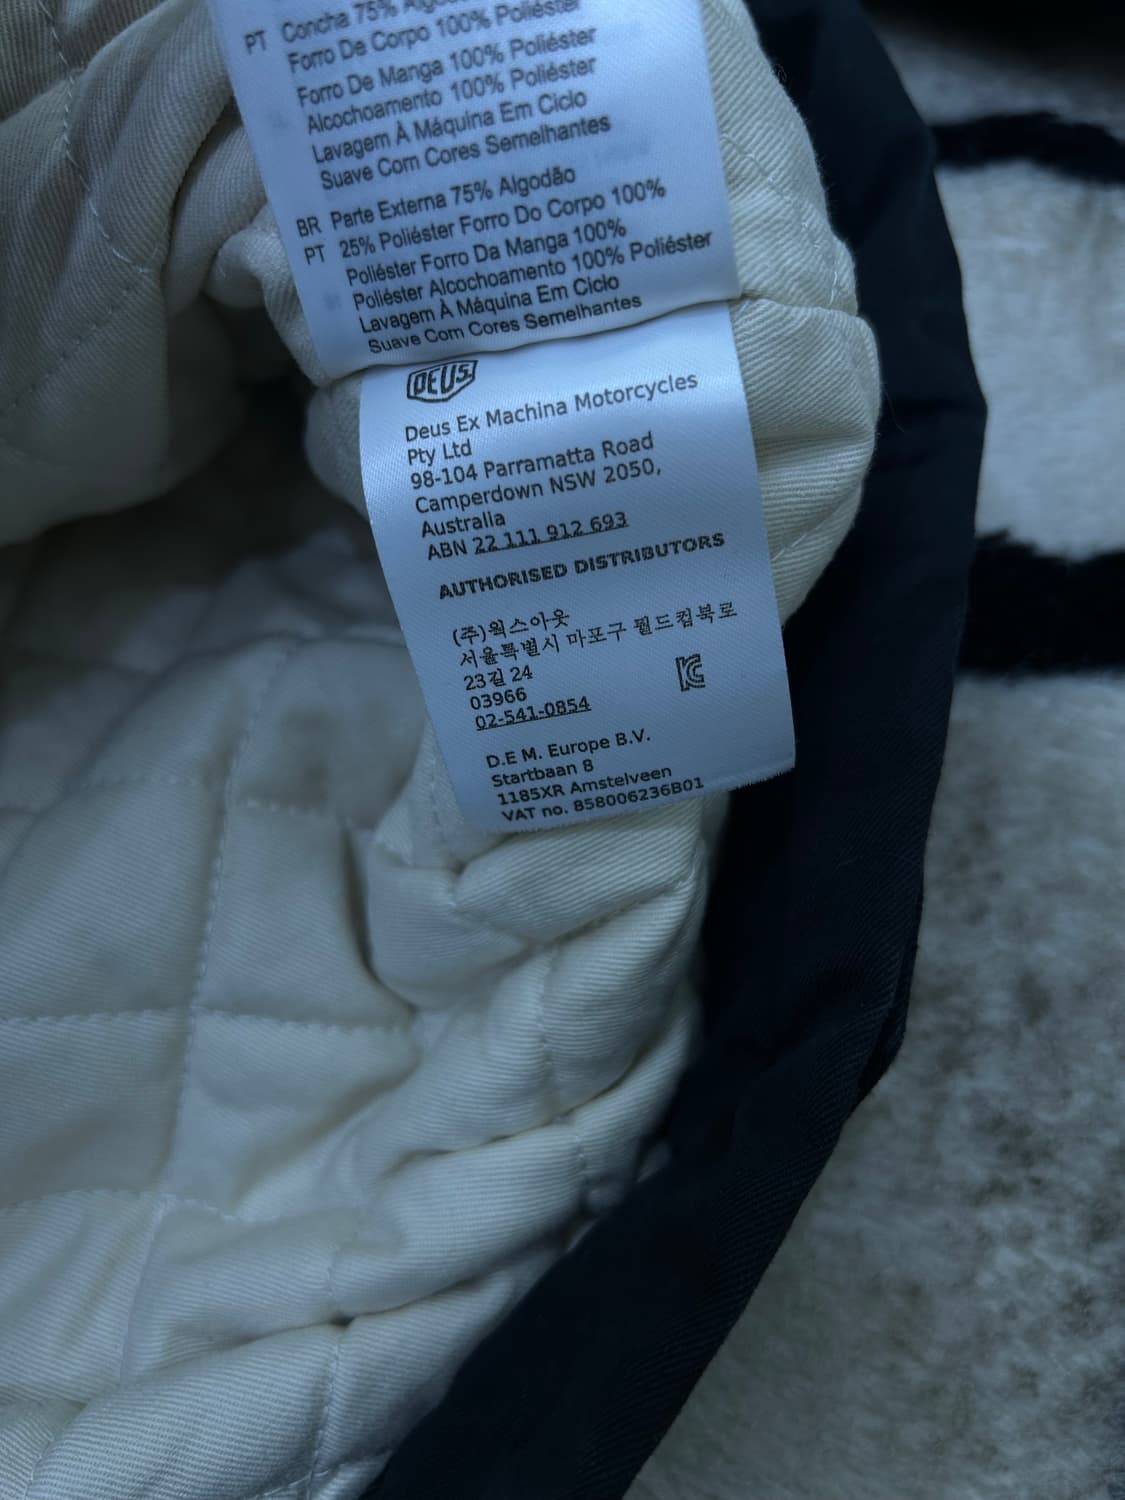 PT Concha 75% Algodão
Forro De Corpo 100% Poliéster
Forro De Manga 100% Poliéster
Alcochoamento 100% Poliéster
Lavagem À Máquina Em Ciclo
Suave Com Cores Semelhantes
BR Parte Externa 75% Algodão
PT 25% Poliéster Forro Do Corpo 100%
Poliéster Forro Da Manga 100%
Poliéster Alcochoamento 100% Poliéster
Lavagem À Máquina Em Ciclo
Suave Com Cores Semelhantes
DEUS
Deus Ex Machina Motorcycles
Pty Ltd
98-104 Parramatta Road
Camperdown NSW 2050,
Australia
ABN 22 111 912 693
AUTHORISED DISTRIBUTORS
(주)웍스아웃
서울특별시 마포구 월드컵북로
23길 24
03966
02-541-0854
D.E M. Europe B.V.
Startbaan 8
1185XR Amstelveen
VAT no. 858006236B01